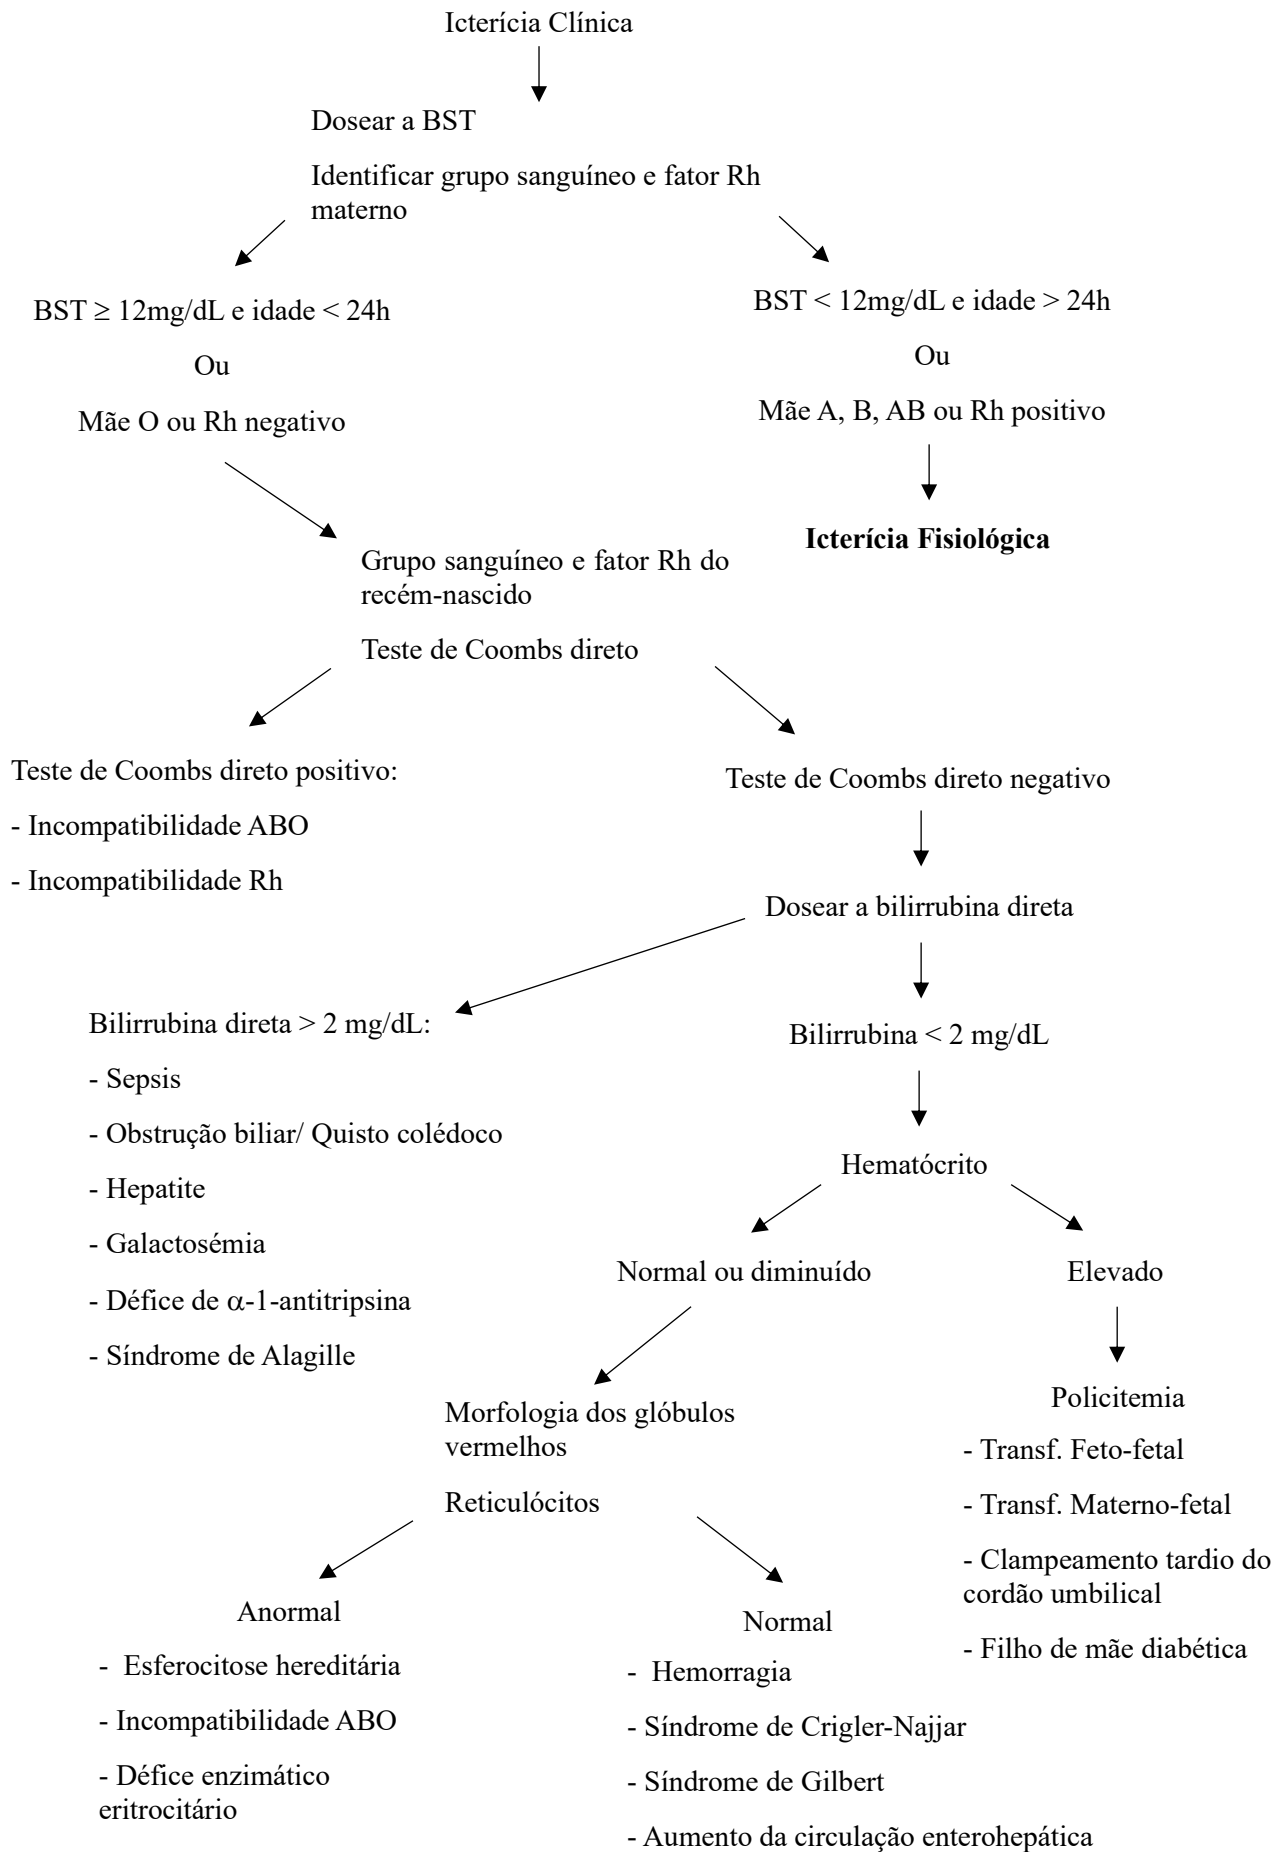 Icterícia Clínica
Dosear a BST
Identificar grupo sanguíneo e fator Rh
materno
BST ≥ 12mg/dL e idade < 24h
Ou
Mãe O ou Rh negativo
BST < 12mg/dL e idade > 24h
Ou
Mãe A, B, AB ou Rh positivo
Icterícia Fisiológica
Grupo sanguíneo e fator Rh do
recém-nascido
Teste de Coombs direto
Teste de Coombs direto positivo:
- Incompatibilidade ABO
- Incompatibilidade Rh
Teste de Coombs direto negativo
Dosear a bilirrubina direta
Bilirrubina direta > 2 mg/dL:
- Sepsis
- Obstrução biliar/ Quisto colédoco
- Hepatite
- Galactosémia
- Défice de α-1-antitripsina
- Síndrome de Alagille
Bilirrubina < 2 mg/dL
Hematócrito
Normal ou diminuído
Elevado
Morfologia dos glóbulos
vermelhos
Reticulócitos
Policitemia
- Transf. Feto-fetal
- Transf. Materno-fetal
- Clampeamento tardio do
cordão umbilical
- Filho de mãe diabética
Anormal
- Esferocitose hereditária
- Incompatibilidade ABO
- Défice enzimático
eritrocitário
Normal
- Hemorragia
- Síndrome de Crigler-Najjar
- Síndrome de Gilbert
- Aumento da circulação enterohepática